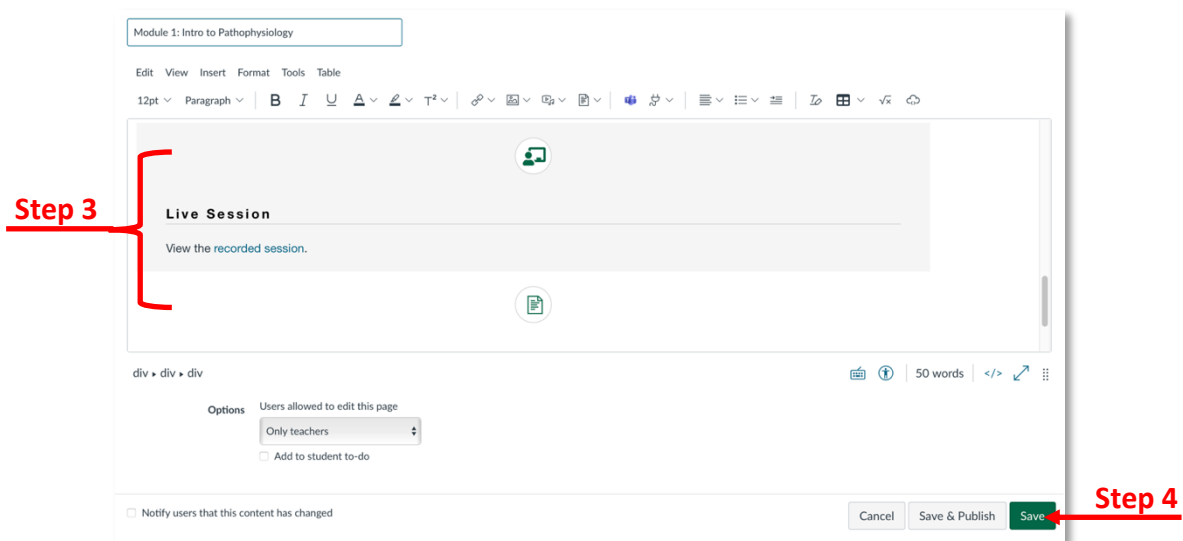 Module 1: Intro to Pathophysiology
Edit View Insert Format Tools Table
12pt Paragraph B I U A T²
Step 3
Live Session
View the recorded session.
div ▸ div ▸ div
50 words </>
Options Users allowed to edit this page
Only teachers
Add to student to-do
Step 4
Notify users that this content has changed
Cancel Save & Publish Save